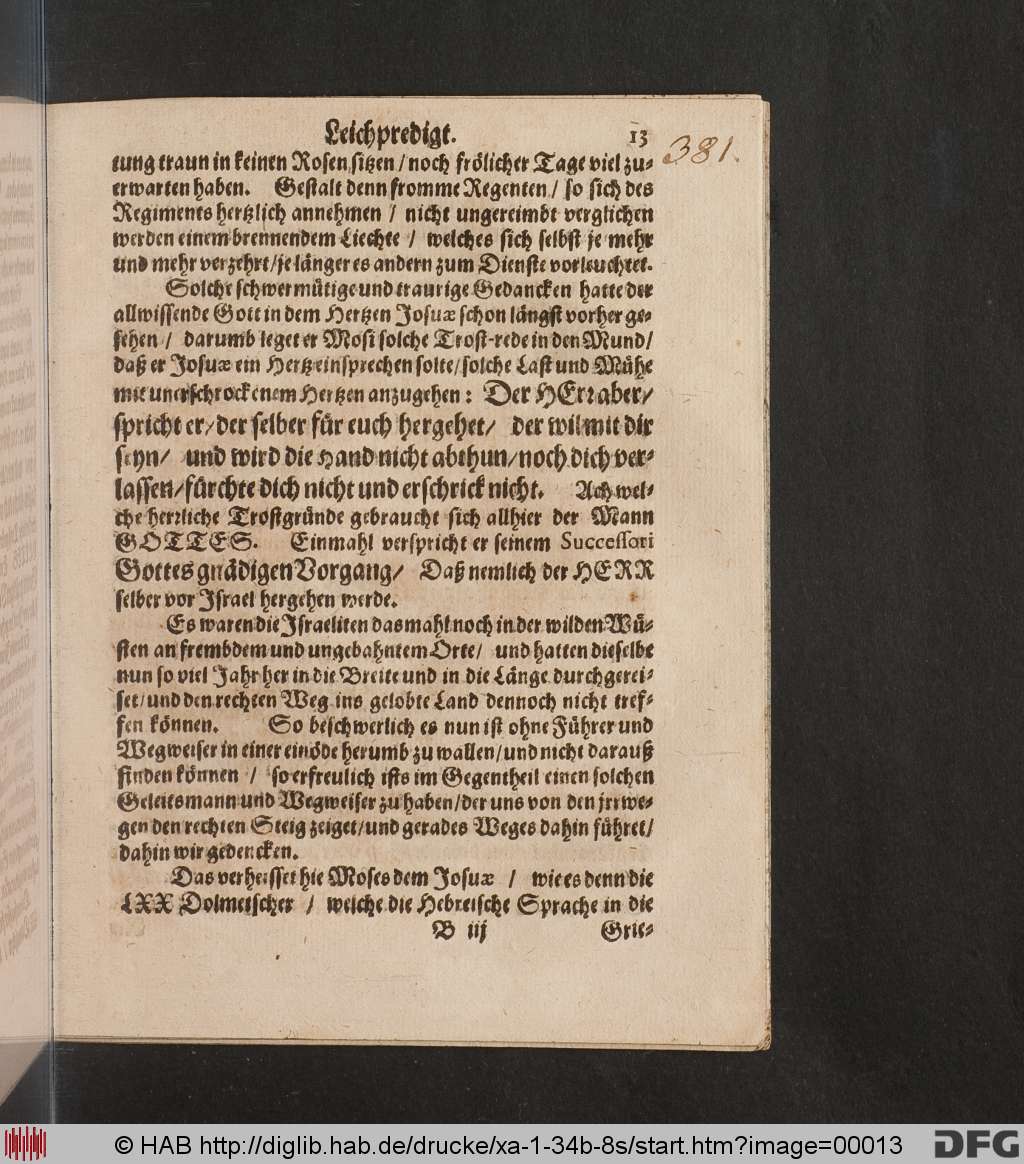 Leichpredigt. 13
381.
tung traun in keinen Rosen sitzen / noch frölicher Tage viel zu-
erwarten haben. Gestalt denn fromme Regenten / so sich des
Regiments hertzlich annehmen / nicht ungereimbt verglichen
werden einem brennendem Liechte / welches sich selbst je mehr
und mehr verzehrt / je länger es andern zum Dienste vorleuchtet.
Solche schwermütige und traurige Gedancken hatte der
allwissende Gott in dem Hertzen Josuæ schon längst vorher ge-
sehen / darumb leget er Mosi solche Trost-rede in den Mund /
daß er Josuæ ein Hertz einsprechen solte / solche Last und Mühe
mit unerschrockenem Hertzen anzugehen: Der HErr aber /
spricht er / der selber für euch hergehet / der wil mit dir
seyn / und wird die Hand nicht abthun / noch dich ver-
lassen / fürchte dich nicht und erschrick nicht. Ach wel-
che herrliche Trostgründe gebraucht sich allhier der Mann
GOTTES. Einmahl verspricht er seinem Successori
Gottes gnädigen Vorgang / Daß nemlich der HERR
selber vor Israel hergehen werde.
Es waren die Israeliten dasmahl noch in der wilden Wü-
sten an frembdem und ungebahntem Orte / und hatten dieselbe
nun so viel Jahr her in die Breite und in die Länge durchgerei-
set / und den rechten Weg ins gelobte Land dennoch nicht tref-
fen können. So beschwerlich es nun ist ohne Führer und
Wegweiser in einer einöde herumb zu wallen / und nicht darauß
finden können / so erfreulich ists im Gegentheil einen solchen
Geleitsmann und Wegweiser zu haben / der uns von den jrrwe-
gen den rechten Steig zeiget / und gerades Weges dahin führet /
dahin wir gedencken.
Das verheisset hie Moses dem Josuæ / wie es denn die
LXX Dolmetscher / welche die Hebreische Sprache in die
B iij Grie-
© HAB http://diglib.hab.de/drucke/xa-1-34b-8s/start.htm?image=00013 DFG